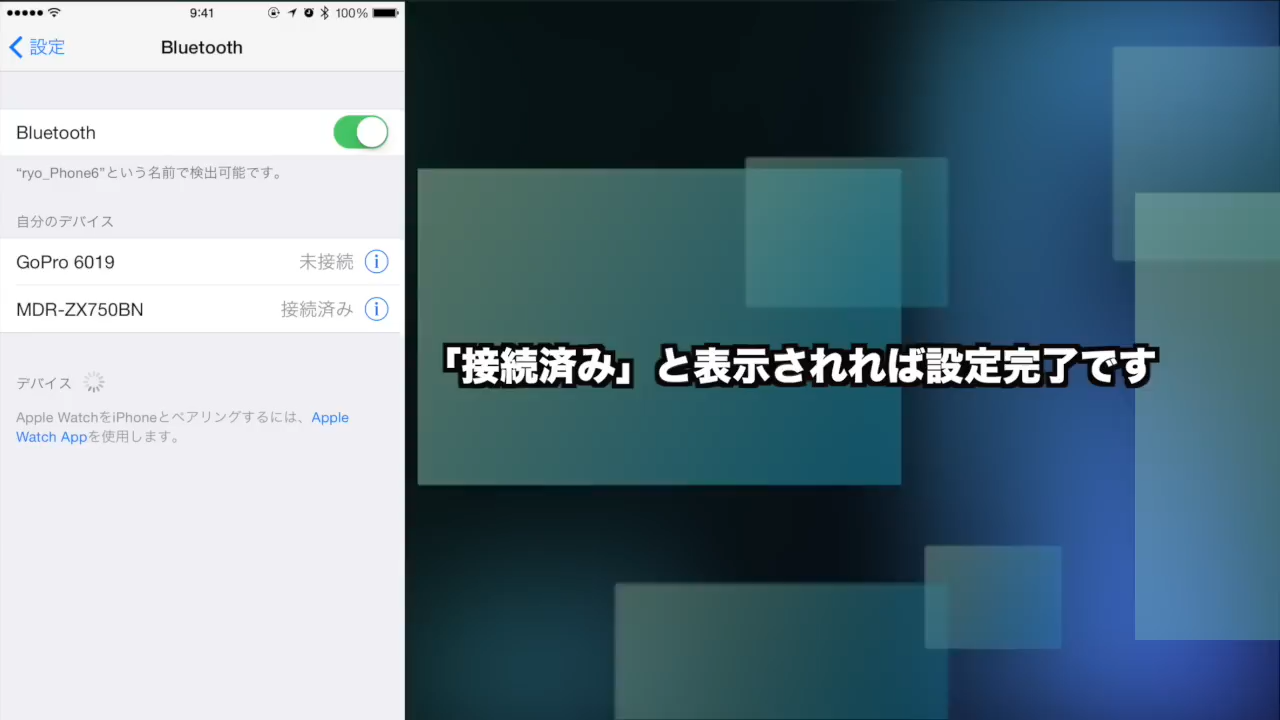 9:41
100%
設定
Bluetooth
Bluetooth
“ryo_Phone6”という名前で検出可能です。
自分のデバイス
GoPro 6019 未接続
MDR-ZX750BN 接続済み
デバイス
Apple WatchをiPhoneとペアリングするには、Apple
Watch Appを使用します。
「接続済み」と表示されれば設定完了です